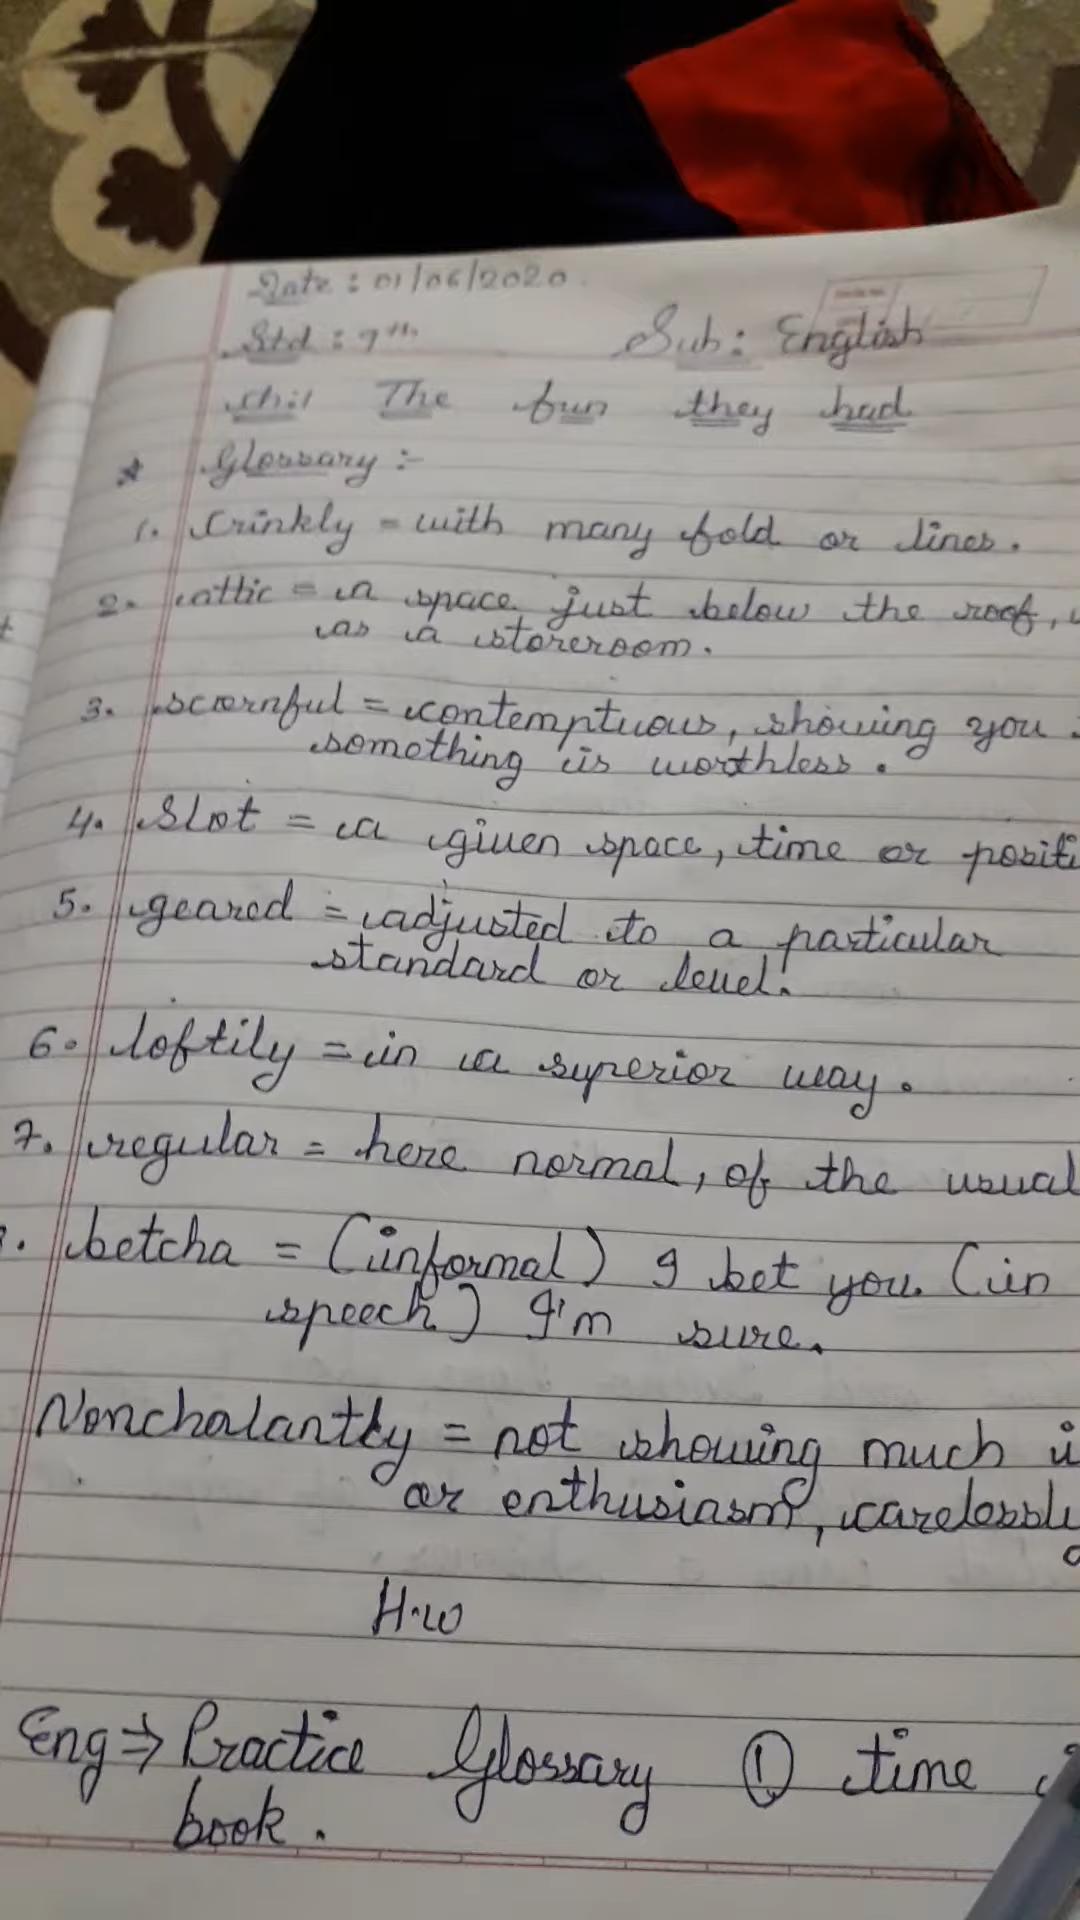 Date : 01/06/2020
Std : 9th Sub : English
The fun they had
* Glossary :-
1. Crinkly = with many fold or lines.
2. attic = a space just below the roof,
as a storeroom.
3. scornful = contemptuous, showing you
something is worthless.
4. Slot = a given space, time or positi
5. geared = adjusted to a particular
standard or level.
6. loftily = in a superior way.
7. regular = here normal, of the usual
betcha = (informal) I bet you. (in
speech) I'm sure.
Nonchalantly = not showing much
or enthusiasm, carelessly
H.W
Eng ⇒ Practice Glossary ① time
book.